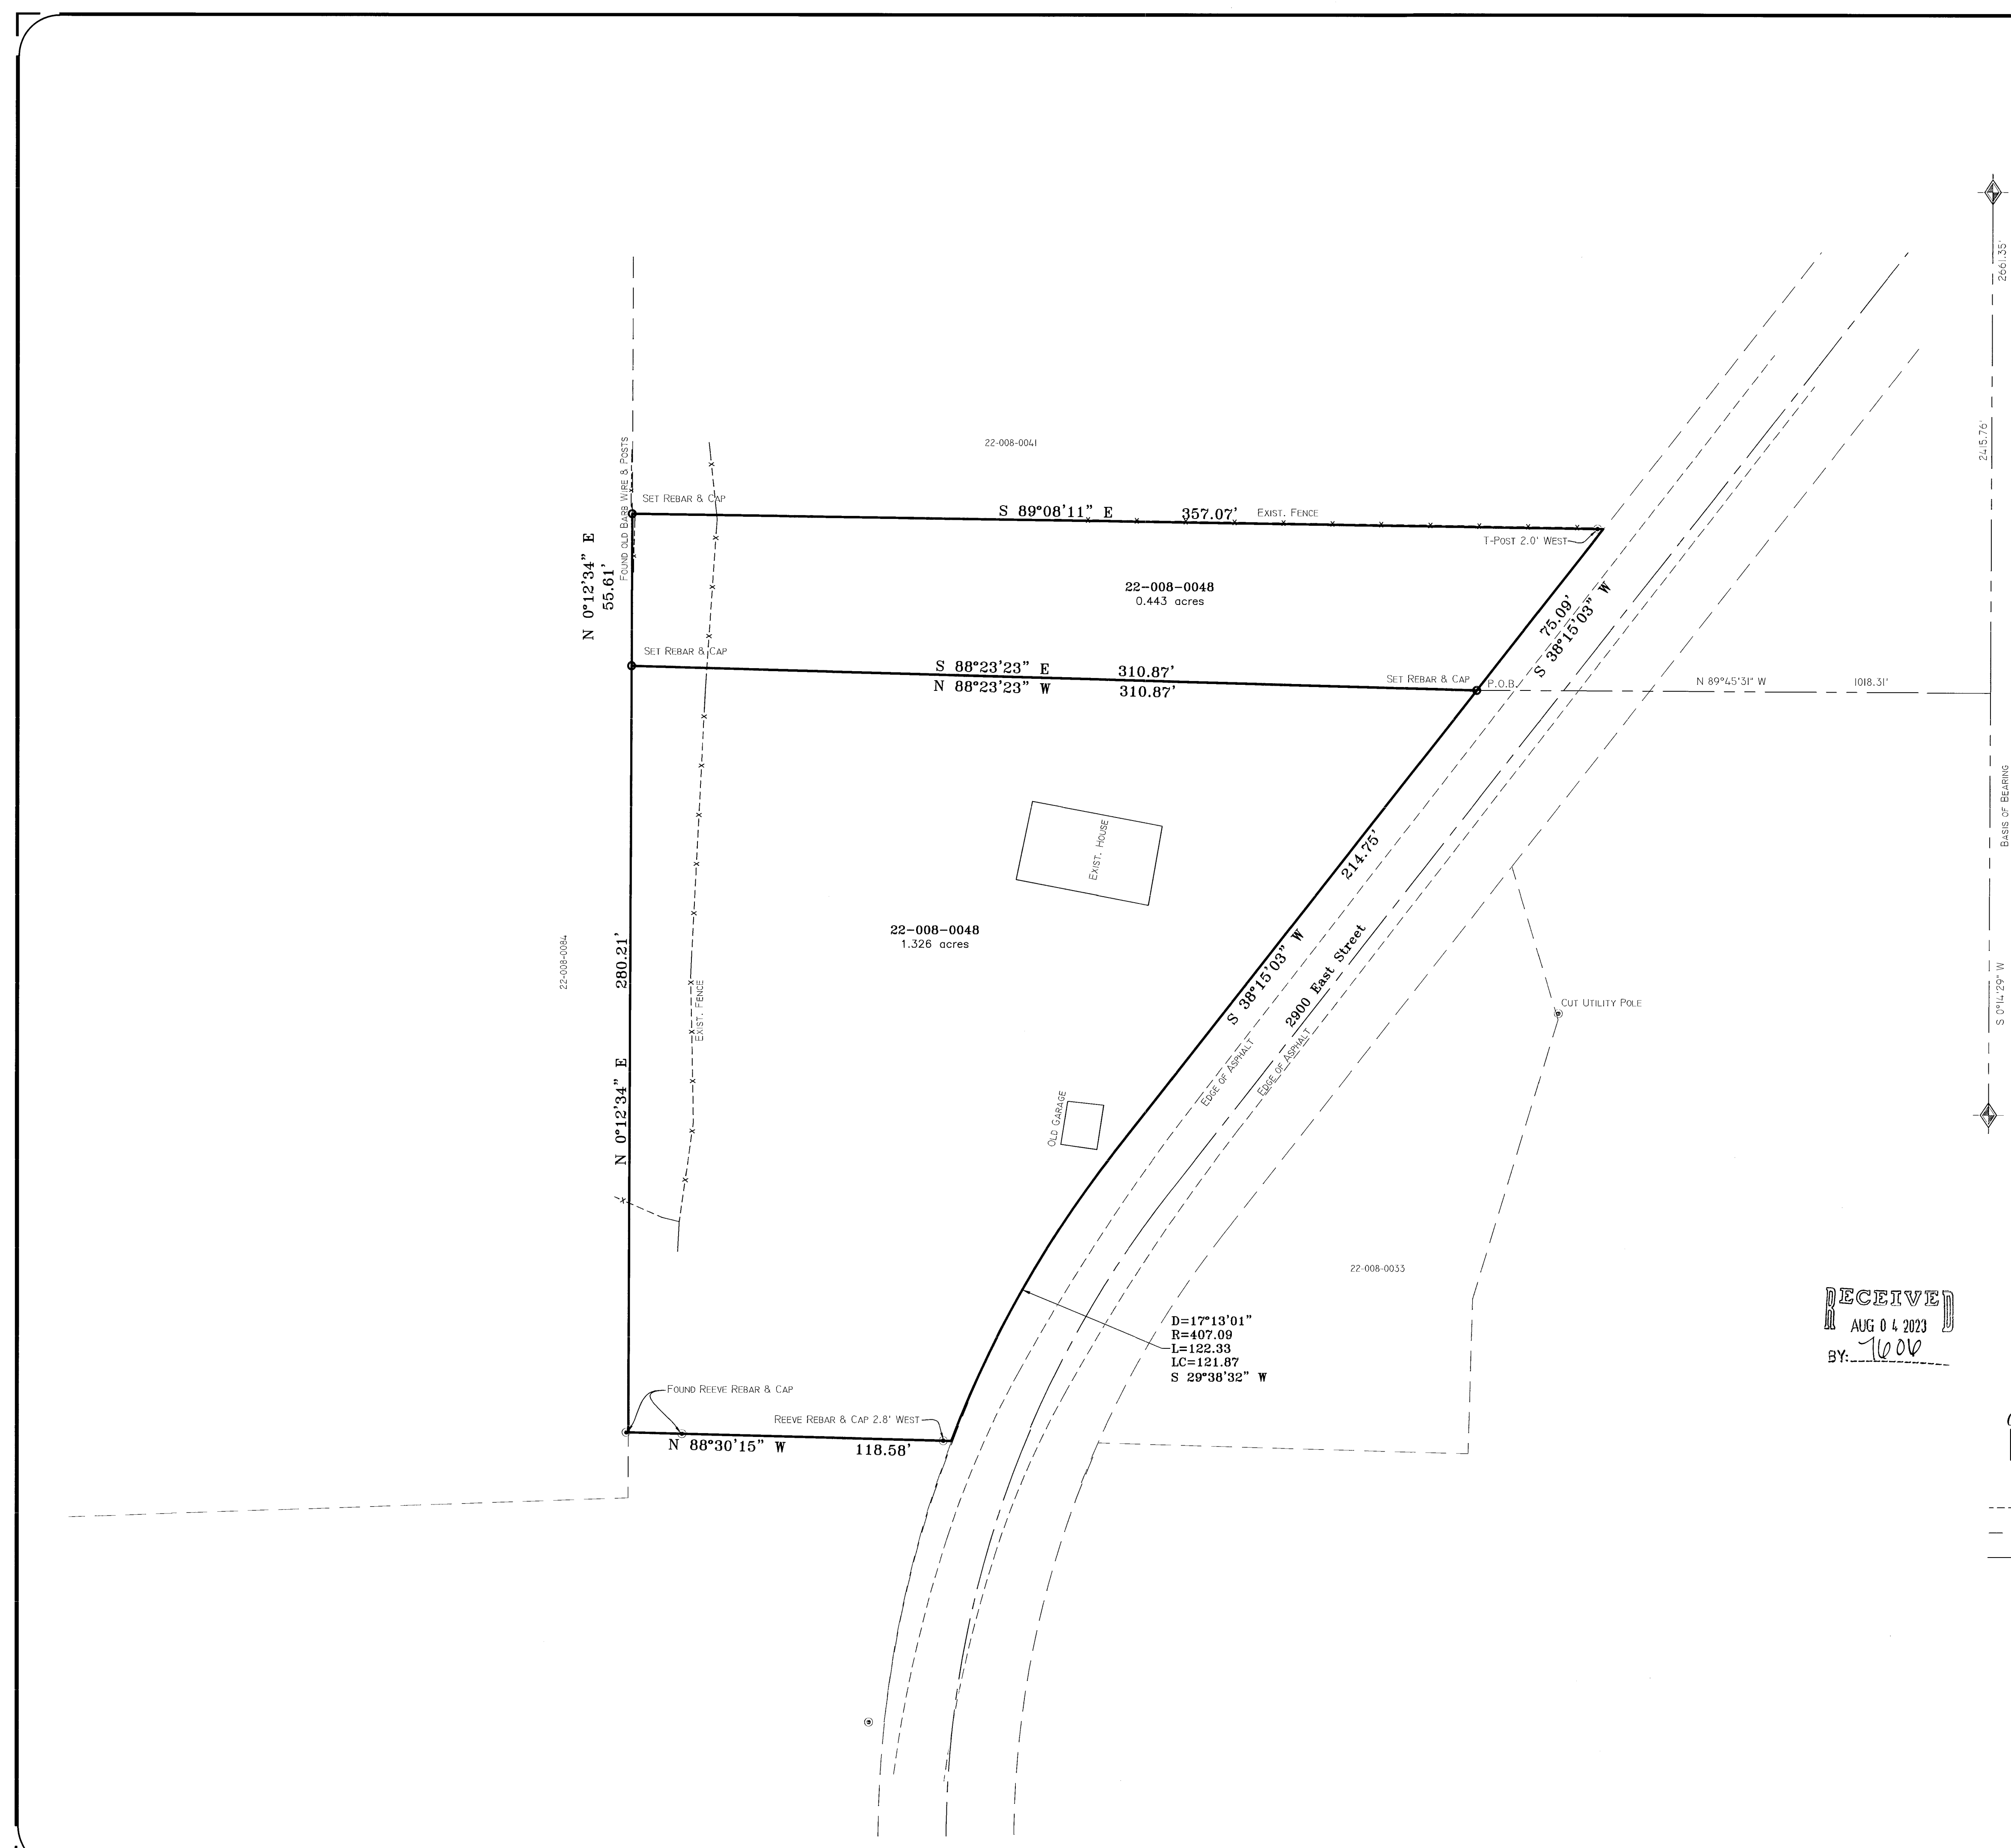 2661.35'
2415.76'
22-008-0041
FOUND OLD BARB WIRE & POSTS
SET REBAR & CAP
S 89°08'11" E 357.07' EXIST. FENCE
T-POST 2.0' WEST
N 0°12'34" E
55.61'
22-008-0048
0.443 acres
75.09'
S 38°15'03" W
SET REBAR & CAP
S 88°23'23" E 310.87'
N 88°23'23" W 310.87'
SET REBAR & CAP
P.O.B.
N 89°45'31" W 1018.31'
BASIS OF BEARING
S 0°14'29" W
EXIST. HOUSE
214.75'
S 38°15'03" W
22-008-0048
1.326 acres
22-008-0084
280.21'
N 0°12'34" E
EXIST. FENCE
2900 East Street
EDGE OF ASPHALT
EDGE OF ASPHALT
CUT UTILITY POLE
OLD GARAGE
22-008-0033
D=17°13'01"
R=407.09
L=122.33
LC=121.87
S 29°38'32" W
RECEIVED
AUG 04 2023
BY: 7606
FOUND REEVE REBAR & CAP
REEVE REBAR & CAP 2.8' WEST
N 88°30'15" W 118.58'